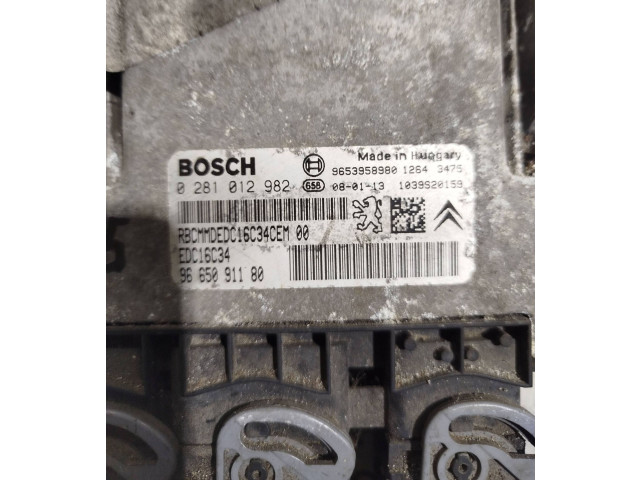 BOSCH
Made in Hungary
9653958980 1264 3475
0 281 012 982 656 08-01-13 1039S20159
RBCMMDEDC16C34CEM 00
EDC16C34
96 650 911 80